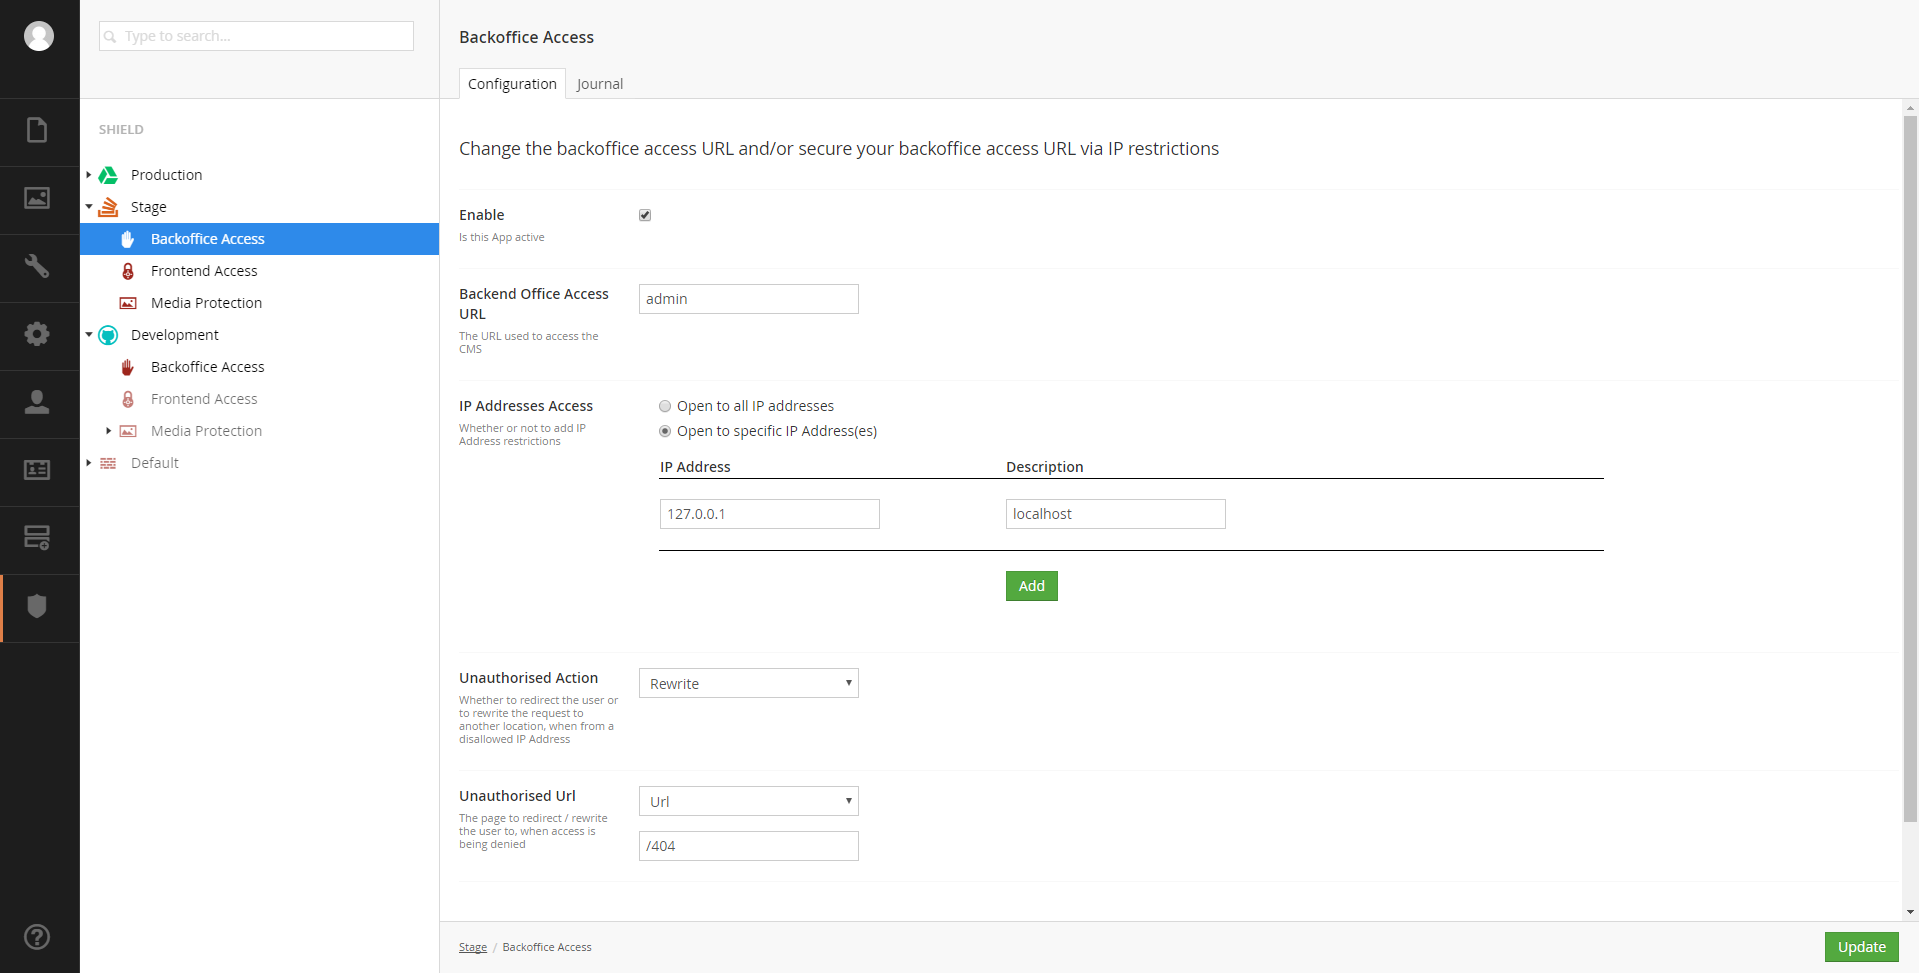 Type to search...
SHIELD
Production
Stage
Backoffice Access
Frontend Access
Media Protection
Development
Backoffice Access
Frontend Access
Media Protection
Default
Backoffice Access
Configuration Journal
Change the backoffice access URL and/or secure your backoffice access URL via IP restrictions
Enable
Is this App active
Backend Office Access
URL
The URL used to access the
CMS
admin
IP Addresses Access
Whether or not to add IP
Address restrictions
Open to all IP addresses
Open to specific IP Address(es)
IP Address Description
127.0.0.1 localhost
Add
Unauthorised Action
Whether to redirect the user or
to rewrite the request to
another location, when from a
disallowed IP Address
Rewrite
Unauthorised Url
The page to redirect / rewrite
the user to, when access is
being denied
Url
/404
Stage / Backoffice Access
Update